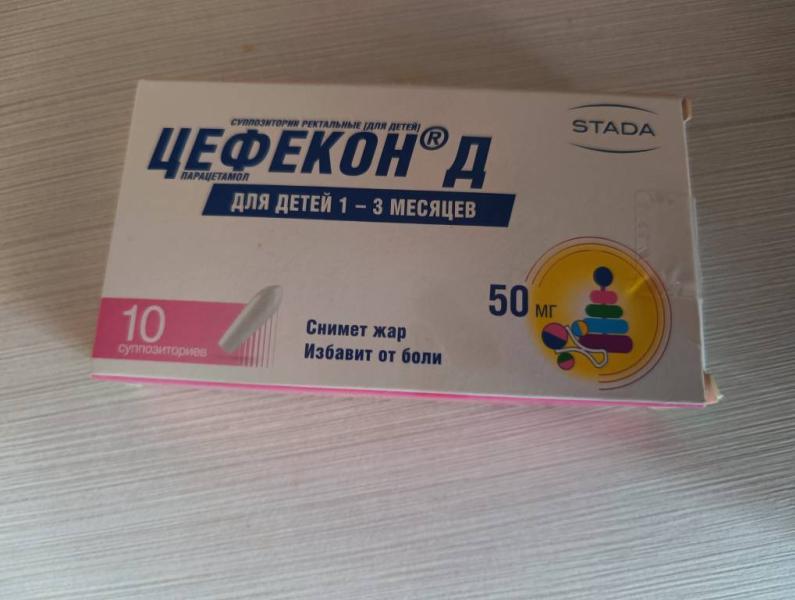 СУППОЗИТОРИИ РЕКТАЛЬНЫЕ (ДЛЯ ДЕТЕЙ)
ЦЕФЕКОН® Д
ПАРАЦЕТАМОЛ
ДЛЯ ДЕТЕЙ 1 – 3 МЕСЯЦЕВ
STADA
50 МГ
10
суппозиториев
Снимет жар
Избавит от боли